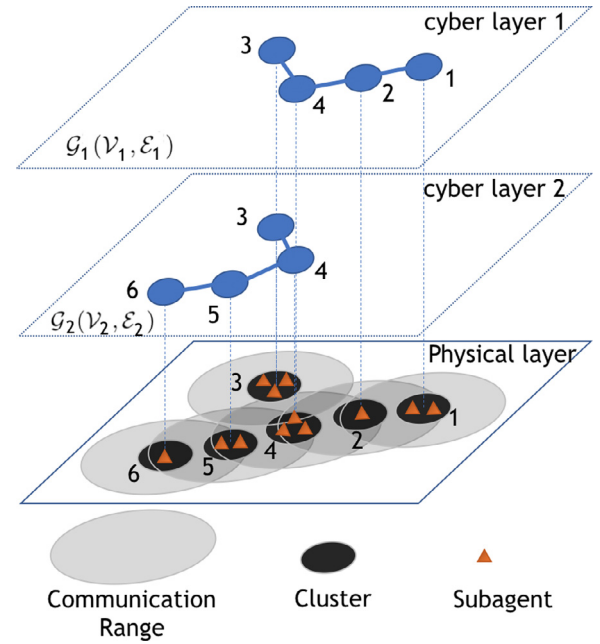 cyber layer 1
3
4
2
1
𝒢₁(𝒱₁, ℰ₁)
cyber layer 2
3
4
6
5
𝒢₂(𝒱₂, ℰ₂)
Physical layer
3
1
2
4
5
6
Communication
Range
Cluster
Subagent